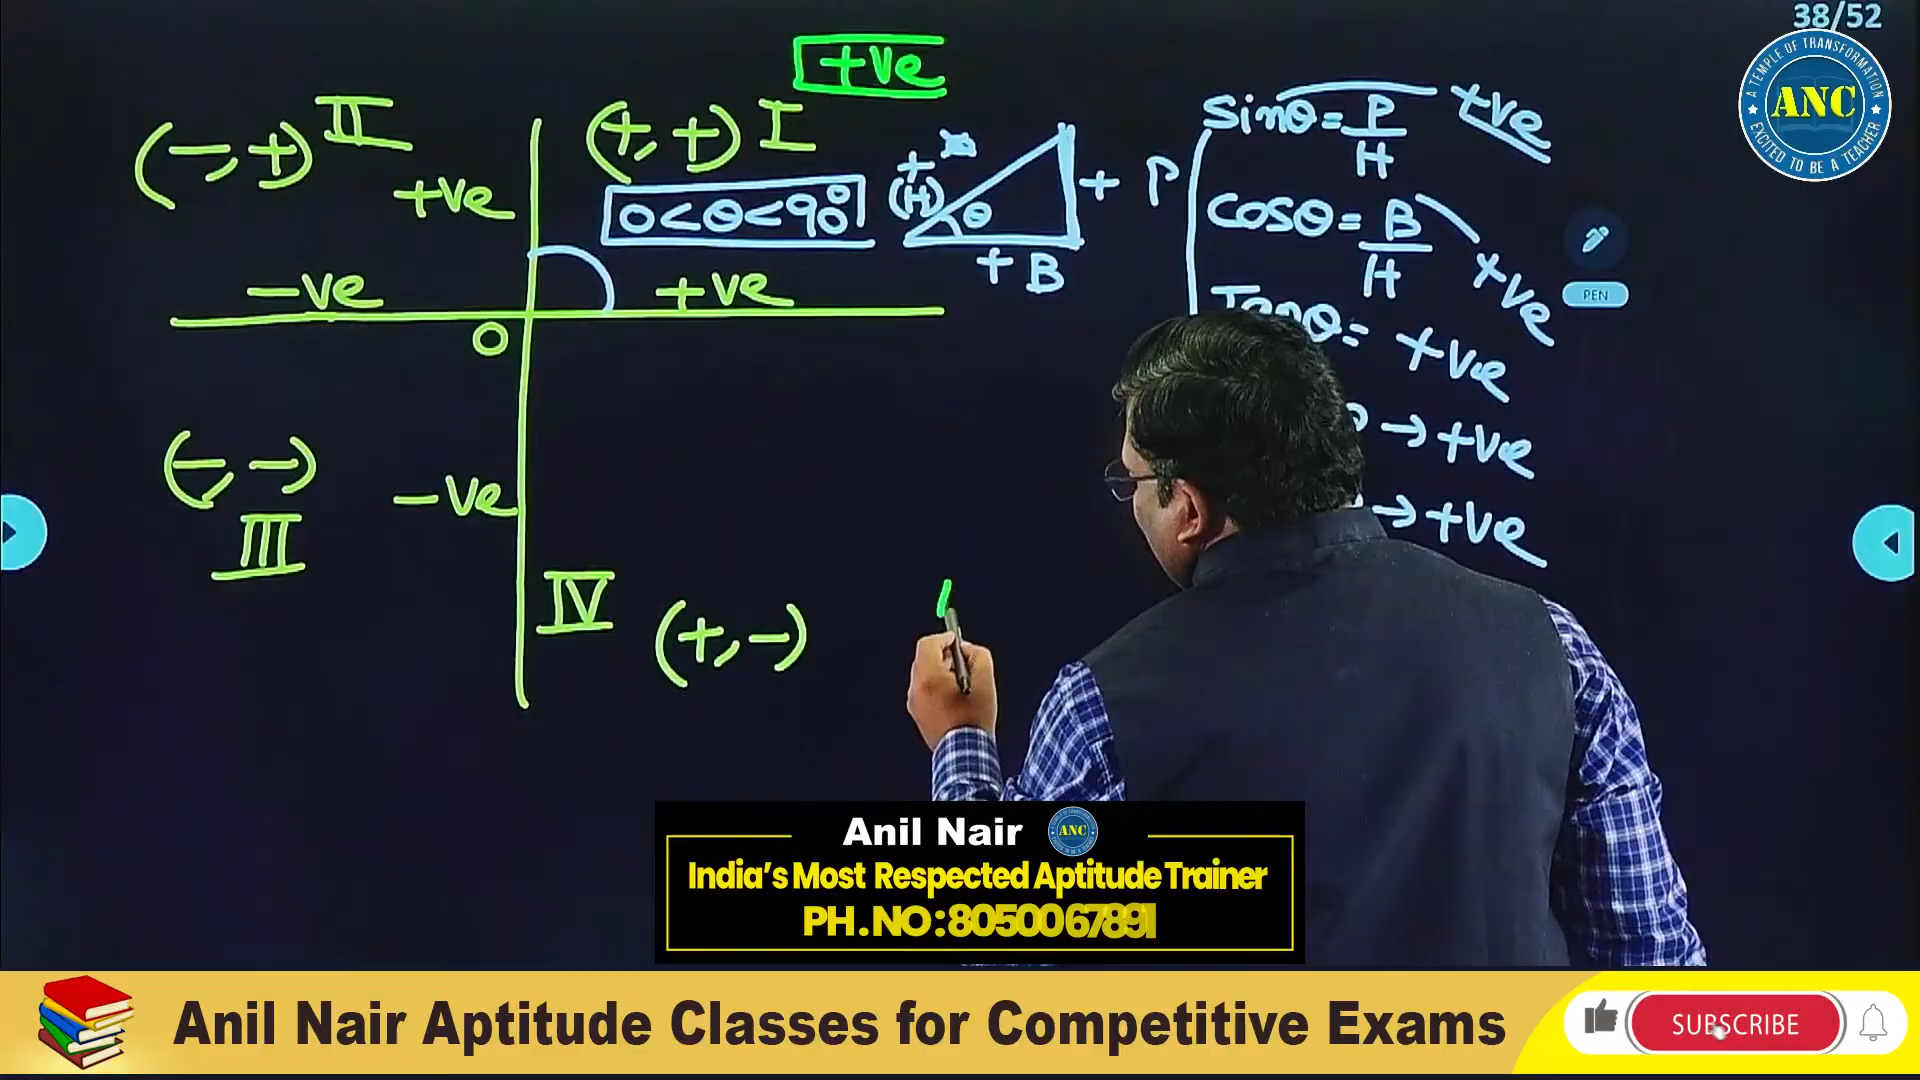 38/52
A TEMPLE OF TRANSFORMATION
ANC
EXCITED TO BE A TEACHER
+ve
(-, +) II
(+, +) I
+ve
0<θ<90°
+
(H)
θ
+ P
+ B
-ve
+ve
0
(-, -)
III
-ve
IV
(+, -)
Sinθ = P/H +ve
Cosθ = B/H +ve
Tanθ = +ve
→ +ve
→ +ve
PEN
Anil Nair ANC
India's Most Respected Aptitude Trainer
PH. NO : 8050067891
Anil Nair Aptitude Classes for Competitive Exams
SUBSCRIBE